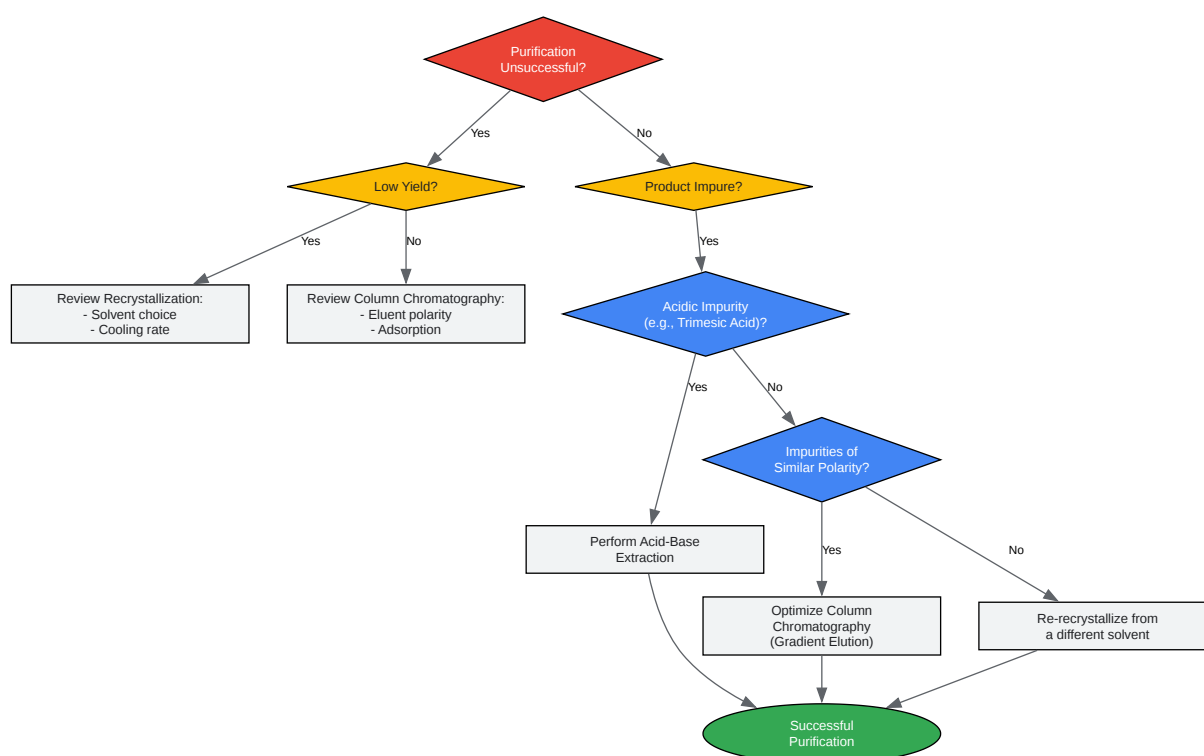 Purification
Unsuccessful?
Yes
No
Low Yield?
Product Impure?
Yes
No
Yes
Review Recrystallization:
- Solvent choice
- Cooling rate
Review Column Chromatography:
- Eluent polarity
- Adsorption
Acidic Impurity
(e.g., Trimesic Acid)?
Yes
No
Impurities of
Similar Polarity?
Perform Acid-Base
Extraction
Yes
No
Optimize Column
Chromatography
(Gradient Elution)
Re-recrystallize from
a different solvent
Successful
Purification